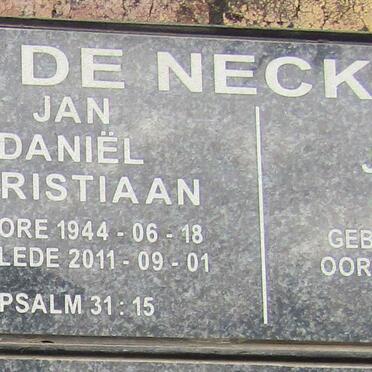 DE NECK
JAN
DANIËL
RISTIAAN
ORE 1944 - 06 - 18
LEDE 2011 - 09 - 01
PSALM 31 : 15
J
GEB
OOR